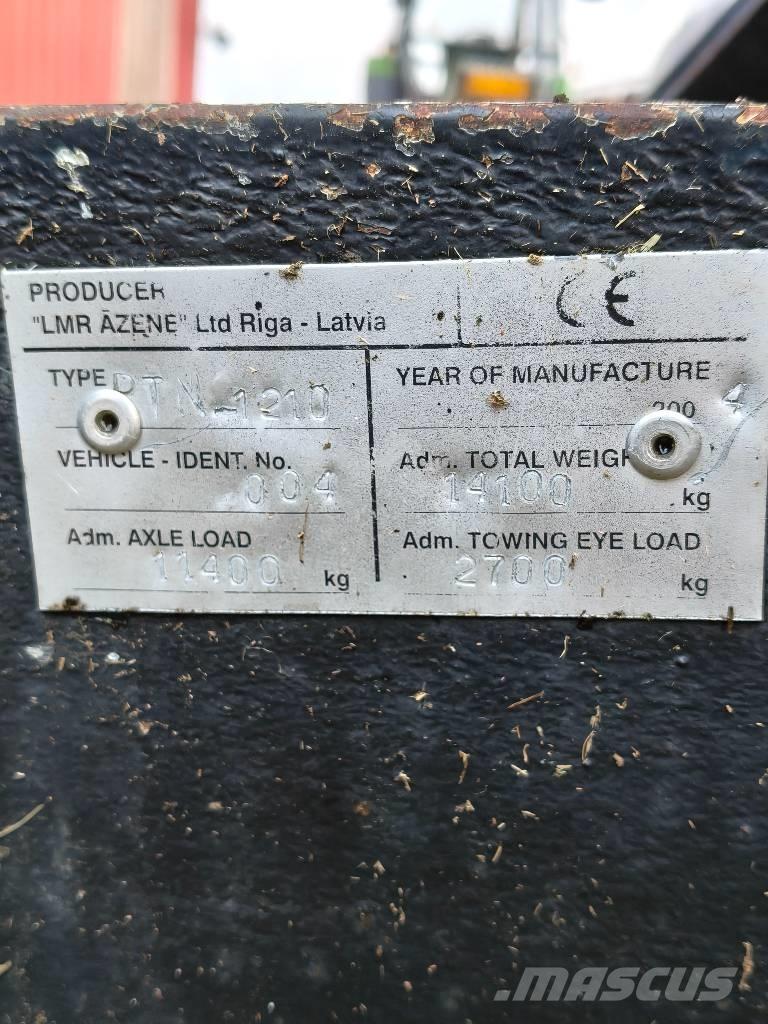 PRODUCER
"LMR ĀZENE" Ltd Riga - Latvia
CE
TYPE PTN-1210
YEAR OF MANUFACTURE
2004
VEHICLE - IDENT. No.
004
Adm. TOTAL WEIGH
14100 kg
Adm. AXLE LOAD
11400 kg
Adm. TOWING EYE LOAD
2700 kg
MASCUS